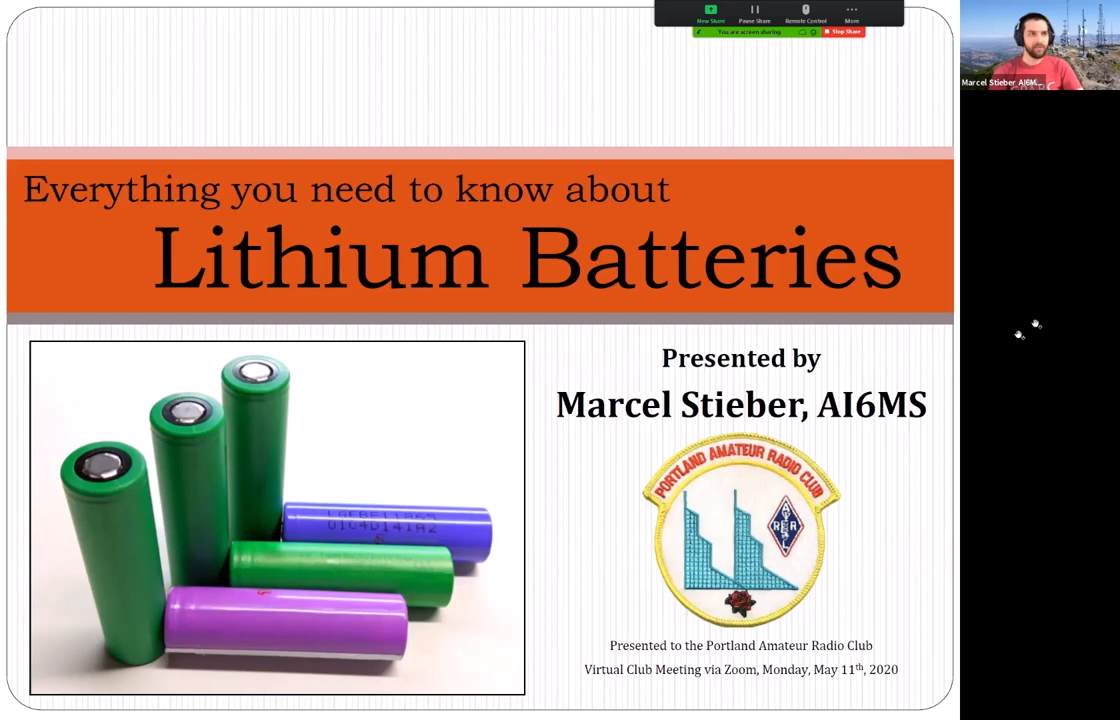 New Share
Pause Share
Remote Control
More
You are screen sharing
Stop Share
Marcel Stieber AI6M...
Everything you need to know about
Lithium Batteries
Presented by
Marcel Stieber, AI6MS
PORTLAND AMATEUR RADIO CLUB
A
R R
L
Presented to the Portland Amateur Radio Club
Virtual Club Meeting via Zoom, Monday, May 11th, 2020